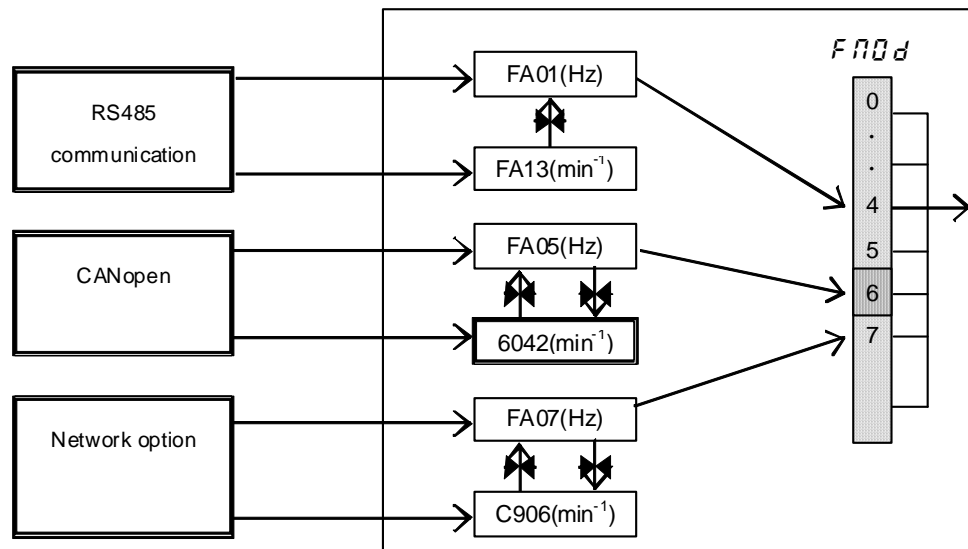 FMOd
RS485
communication
FA01(Hz)
FA13(min⁻¹)
CANopen
FA05(Hz)
6042(min⁻¹)
Network option
FA07(Hz)
C906(min⁻¹)
0
.
.
4
5
6
7